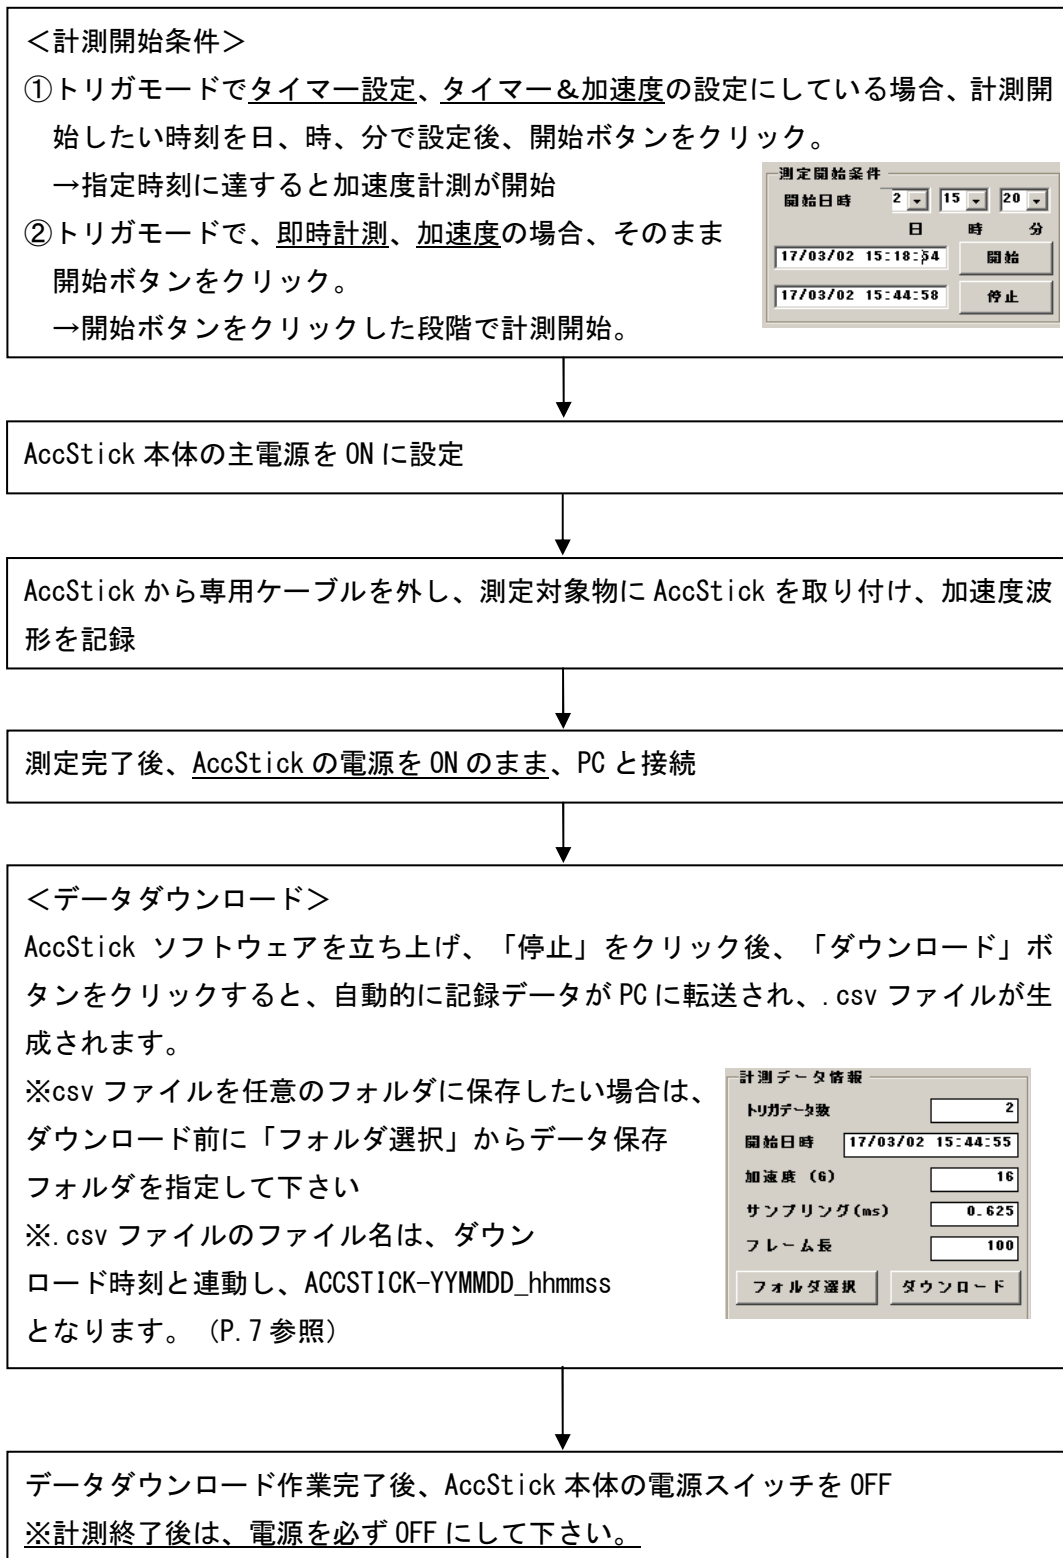 ＜計測開始条件＞
①トリガモードでタイマー設定、タイマー＆加速度の設定にしている場合、計測開
始したい時刻を日、時、分で設定後、開始ボタンをクリック。
→指定時刻に達すると加速度計測が開始
②トリガモードで、即時計測、加速度の場合、そのまま
開始ボタンをクリック。
→開始ボタンをクリックした段階で計測開始。
測定開始条件
開始日時 2 15 20
日 時 分
17/03/02 15:18:54 開始
17/03/02 15:44:58 停止
AccStick 本体の主電源を ON に設定
AccStick から専用ケーブルを外し、測定対象物に AccStick を取り付け、加速度波
形を記録
測定完了後、AccStick の電源を ON のまま、PC と接続
＜データダウンロード＞
AccStick ソフトウェアを立ち上げ、「停止」をクリック後、「ダウンロード」ボ
タンをクリックすると、自動的に記録データが PC に転送され、.csv ファイルが生
成されます。
※csv ファイルを任意のフォルダに保存したい場合は、
ダウンロード前に「フォルダ選択」からデータ保存
フォルダを指定して下さい
※.csv ファイルのファイル名は、ダウン
ロード時刻と連動し、ACCSTICK-YYMMDD_hhmmss
となります。（P.7 参照）
計測データ情報
トリガデータ数 2
開始日時 17/03/02 15:44:55
加速度 (G) 16
サンプリング(ms) 0.625
フレーム長 100
フォルダ選択 ダウンロード
データダウンロード作業完了後、AccStick 本体の電源スイッチを OFF
※計測終了後は、電源を必ず OFF にして下さい。